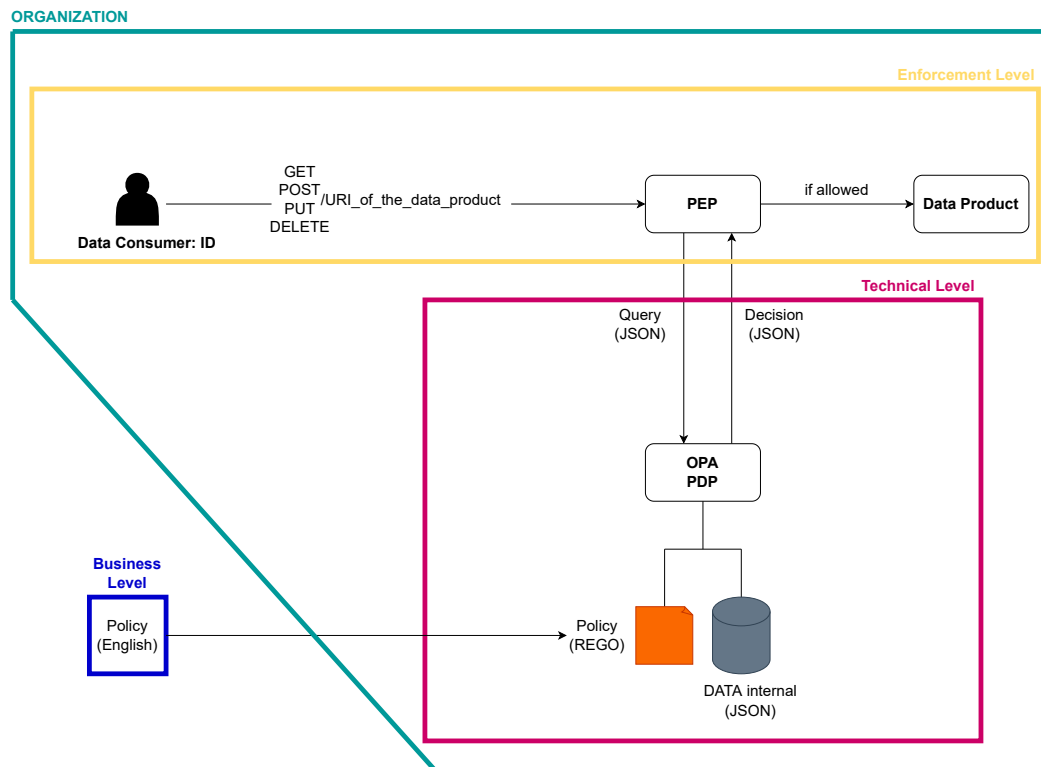 ORGANIZATION
Enforcement Level
GET
POST
PUT
DELETE
/URI_of_the_data_product
PEP
if allowed
Data Product
Data Consumer: ID
Technical Level
Query
(JSON)
Decision
(JSON)
OPA
PDP
Business
Level
Policy
(English)
Policy
(REGO)
DATA internal
(JSON)